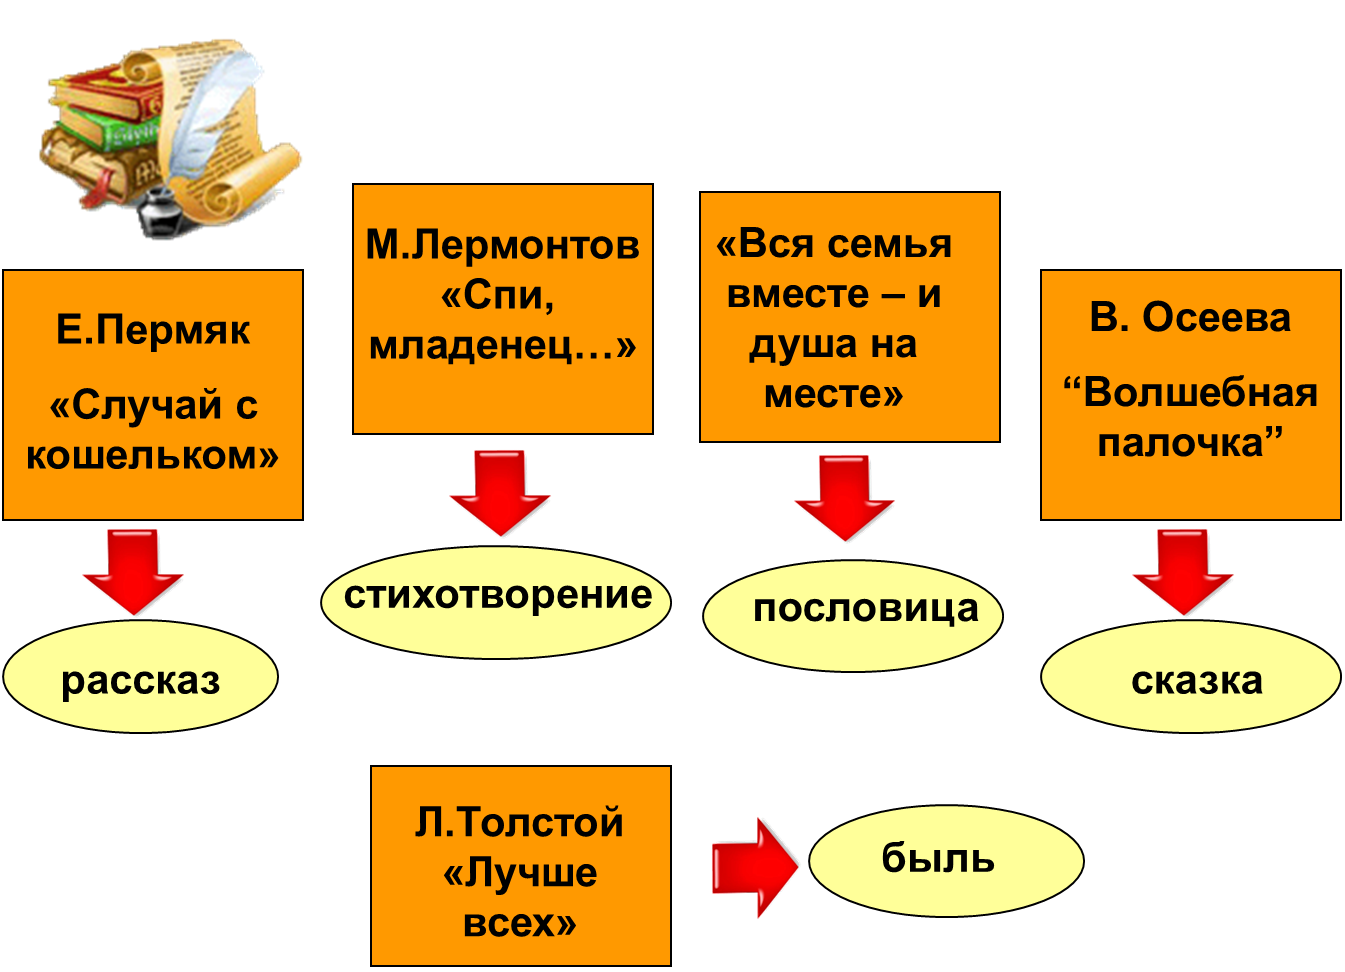 Е.Пермяк
«Случай с
кошельком»
рассказ
М.Лермонтов
«Спи,
младенец…»
стихотворение
«Вся семья
вместе – и
душа на
месте»
пословица
В. Осеева
“Волшебная
палочка”
сказка
Л.Толстой
«Лучше
всех»
быль